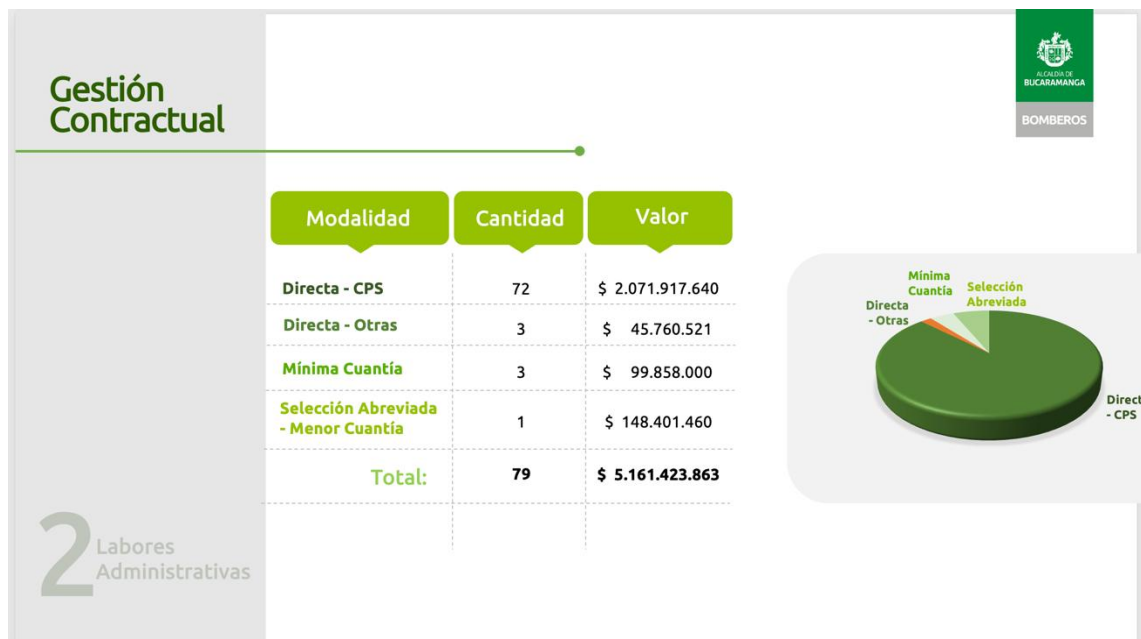 Gestión
Contractual
ALCALDÍA DE
BUCARAMANGA
BOMBEROS
Modalidad Cantidad Valor
Directa - CPS 72 $ 2.071.917.640
Directa - Otras 3 $ 45.760.521
Mínima Cuantía 3 $ 99.858.000
Selección Abreviada
- Menor Cuantía 1 $ 148.401.460
Total: 79 $ 5.161.423.863
Mínima
Cuantía
Selección
Abreviada
Directa
- Otras
Direct
- CPS
2 Labores
Administrativas